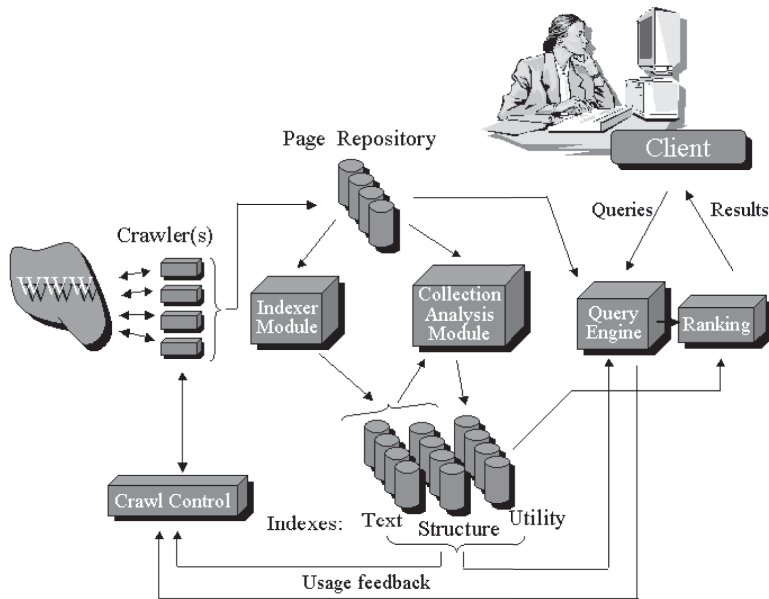 Page Repository
Client
Queries
Results
Crawler(s)
WWW
Indexer
Module
Collection
Analysis
Module
Query
Engine
Ranking
Crawl Control
Indexes:
Text
Structure
Utility
Usage feedback